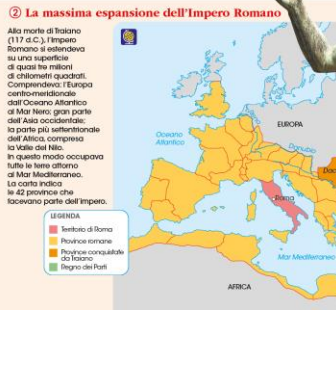 ② La massima espansione dell'Impero Romano
Alla morte di Traiano
(117 d.C.), l'Impero
Romano si estendeva
su una superficie
di quasi tre milioni
di chilometri quadrati.
Comprendeva: l'Europa
centro-meridionale
dall'Oceano Atlantico
al Mar Nero; gran parte
dell'Asia occidentale;
la parte più settentrionale
dell'Africa, compresa
la Valle del Nilo.
In questo modo occupava
tutte le terre attorno
al Mar Mediterraneo.
La carta indica
le 42 province che
facevano parte dell'impero.
LEGENDA
Territorio di Roma
Province romane
Province conquistate
da Traiano
Regno dei Parti
Oceano
Atlantico
EUROPA
Danubio
Dac
Roma
Mar Mediterraneo
AFRICA